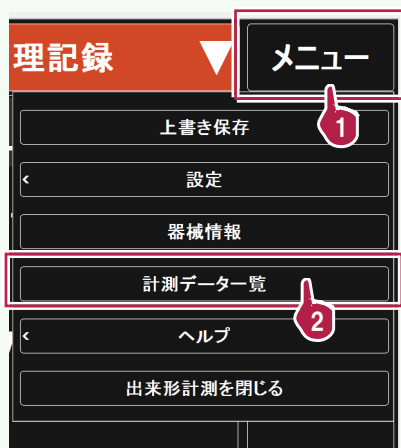 理記録 ▼ メニュー
1
上書き保存
< 設定
器械情報
計測データ一覧
2
< ヘルプ
出来形計測を閉じる